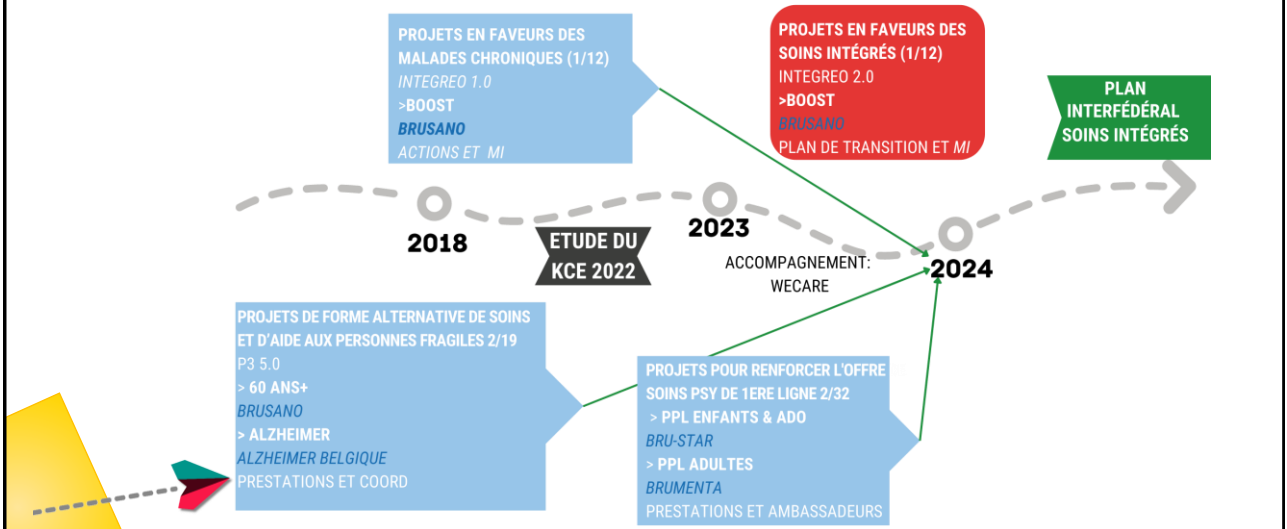 PROJETS EN FAVEURS DES
MALADES CHRONIQUES (1/12)
INTEGREO 1.0
>BOOST
BRUSANO
ACTIONS ET MI
PROJETS EN FAVEURS DES
SOINS INTÉGRÉS (1/12)
INTEGREO 2.0
>BOOST
BRUSANO
PLAN DE TRANSITION ET MI
PLAN
INTERFÉDÉRAL
SOINS INTÉGRÉS
2018
ETUDE DU
KCE 2022
2023
ACCOMPAGNEMENT:
WECARE
2024
PROJETS DE FORME ALTERNATIVE DE SOINS
ET D'AIDE AUX PERSONNES FRAGILES 2/19
P3 5.0
> 60 ANS+
BRUSANO
> ALZHEIMER
ALZHEIMER BELGIQUE
PRESTATIONS ET COORD
PROJETS POUR RENFORCER L'OFFRE
SOINS PSY DE 1ERE LIGNE 2/32
> PPL ENFANTS & ADO
BRU-STAR
> PPL ADULTES
BRUMENTA
PRESTATIONS ET AMBASSADEURS